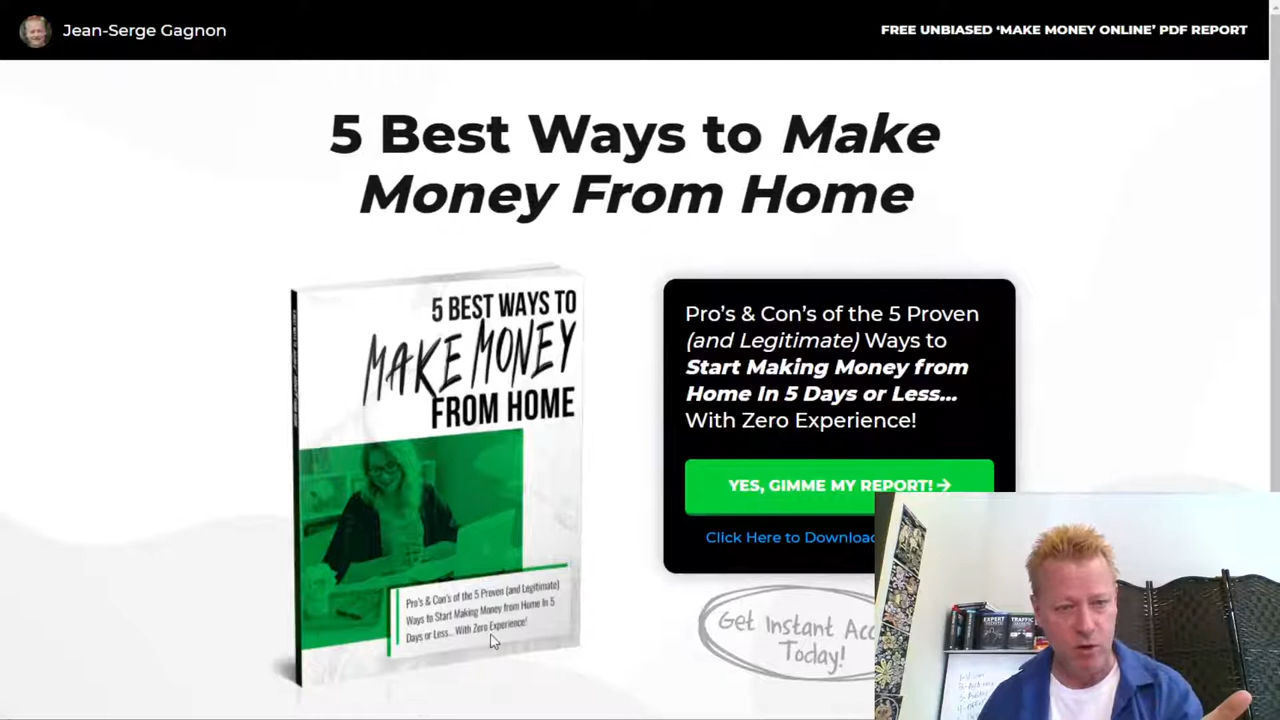 Jean-Serge Gagnon
FREE UNBIASED ‘MAKE MONEY ONLINE’ PDF REPORT
5 Best Ways to Make
Money From Home
5 BEST WAYS TO
MAKE MONEY
FROM HOME
Pro's & Con's of the 5 Proven (and Legitimate)
Ways to Start Making Money from Home In 5
Days or Less... With Zero Experience!
Pro’s & Con’s of the 5 Proven
(and Legitimate) Ways to
Start Making Money from
Home In 5 Days or Less...
With Zero Experience!
YES, GIMME MY REPORT! →
Click Here to Download
Get Instant Acc
Today!
EXPERT
TRAFFIC